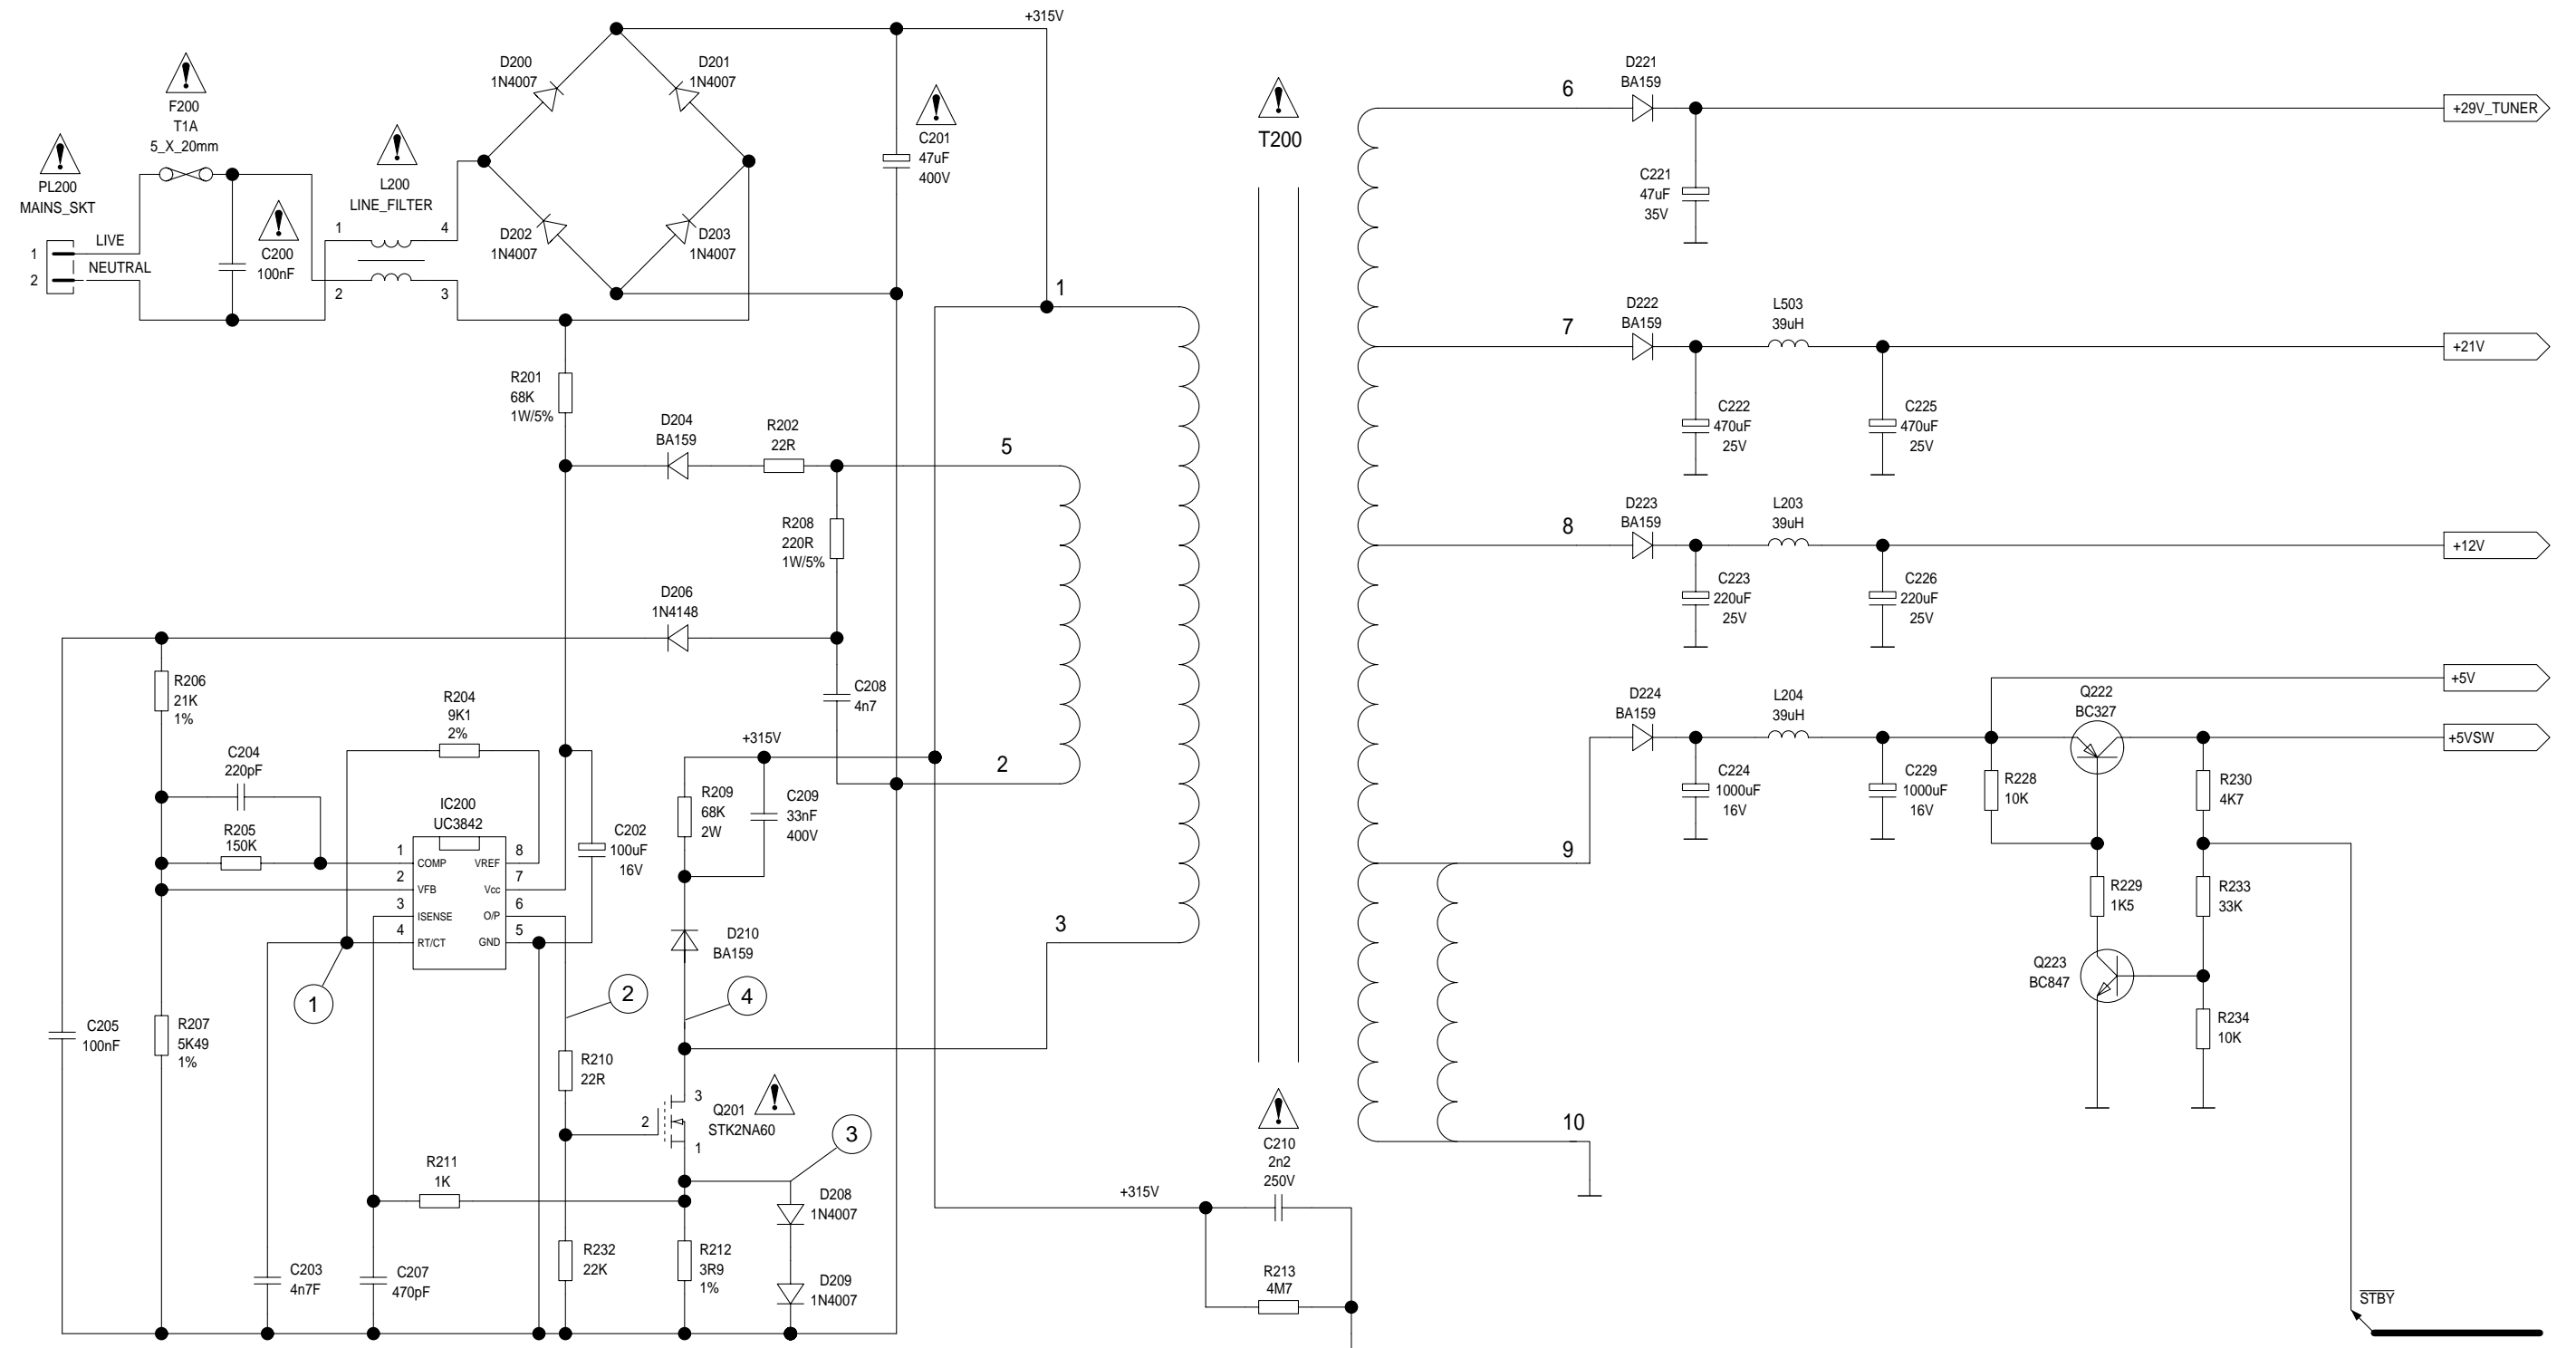 +315V
D200
1N4007
D201
1N4007
F200
T1A
5_X_20mm
PL200
MAINS_SKT
L200
LINE_FILTER
C201
47uF
400V
T200
1
LIVE
2
NEUTRAL
C200
100nF
1
4
2
3
D202
1N4007
D203
1N4007
1
R201
68K
1W/5%
D204
BA159
R202
22R
5
R208
220R
1W/5%
D206
1N4148
C208
4n7
2
R206
21K
1%
R204
9K1
2%
C204
220pF
R205
150K
IC200
UC3842
1
COMP
VREF
8
2
VFB
Vcc
7
3
ISENSE
O/P
6
4
RT/CT
GND
5
C202
100uF
16V
+315V
R209
68K
2W
C209
33nF
400V
D210
BA159
3
1
2
4
C205
100nF
R207
5K49
1%
R210
22R
3
2
1
Q201
STK2NA60
3
R211
1K
D208
1N4007
C203
4n7F
C207
470pF
R232
22K
R212
3R9
1%
D209
1N4007
+315V
C210
2n2
250V
R213
4M7
6
D221
BA159
+29V_TUNER
C221
47uF
35V
7
D222
BA159
L503
39uH
+21V
C222
470uF
25V
C225
470uF
25V
8
D223
BA159
L203
39uH
+12V
C223
220uF
25V
C226
220uF
25V
+5V
D224
BA159
L204
39uH
Q222
BC327
+5VSW
C224
1000uF
16V
C229
1000uF
16V
R228
10K
R230
4K7
9
R229
1K5
R233
33K
Q223
BC847
R234
10K
10
STBY